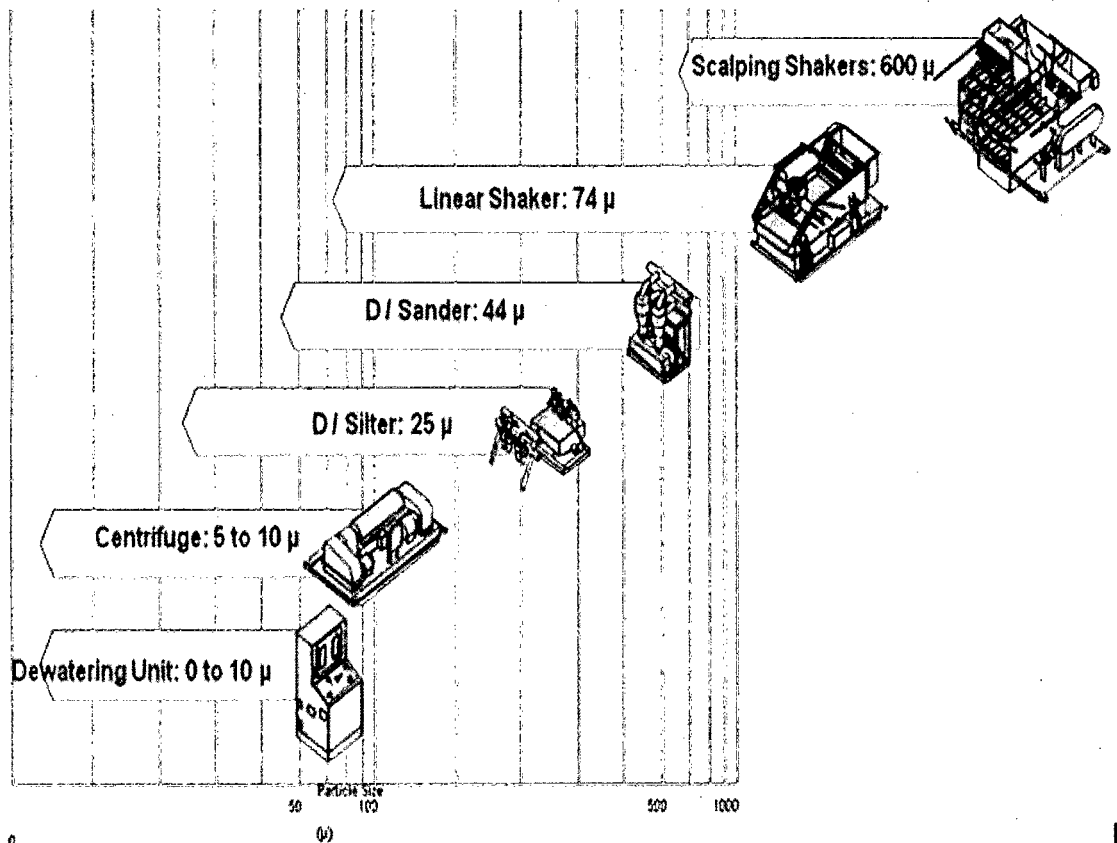 Scalping Shakers: 600 µ
Linear Shaker: 74 µ
D / Sander: 44 µ
D / Silter: 25 µ
Centrifuge: 5 to 10 µ
Dewatering Unit: 0 to 10 µ
Particle Size
50 100 500 1000
(µ)